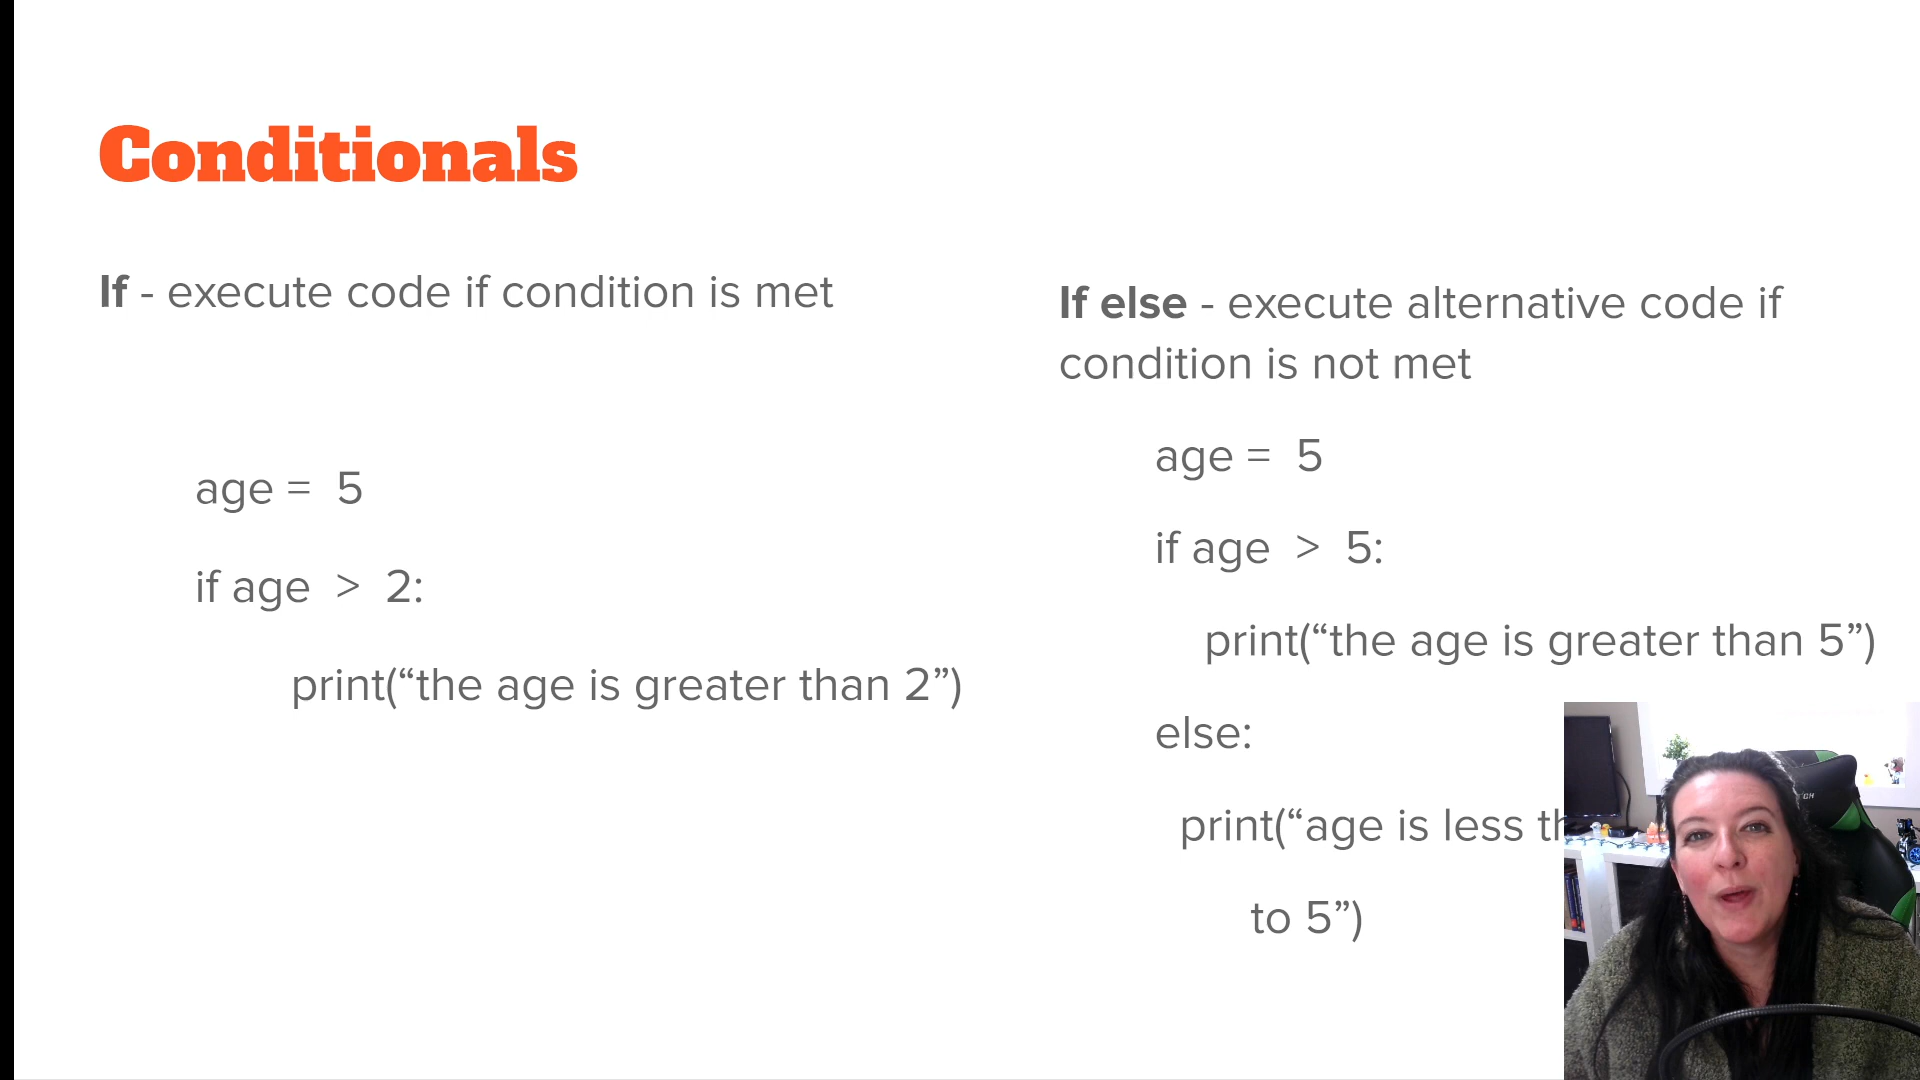 Conditionals
If - execute code if condition is met
age = 5
if age > 2:
print(“the age is greater than 2”)
If else - execute alternative code if
condition is not met
age = 5
if age > 5:
print(“the age is greater than 5”)
else:
print(“age is less
to 5”)